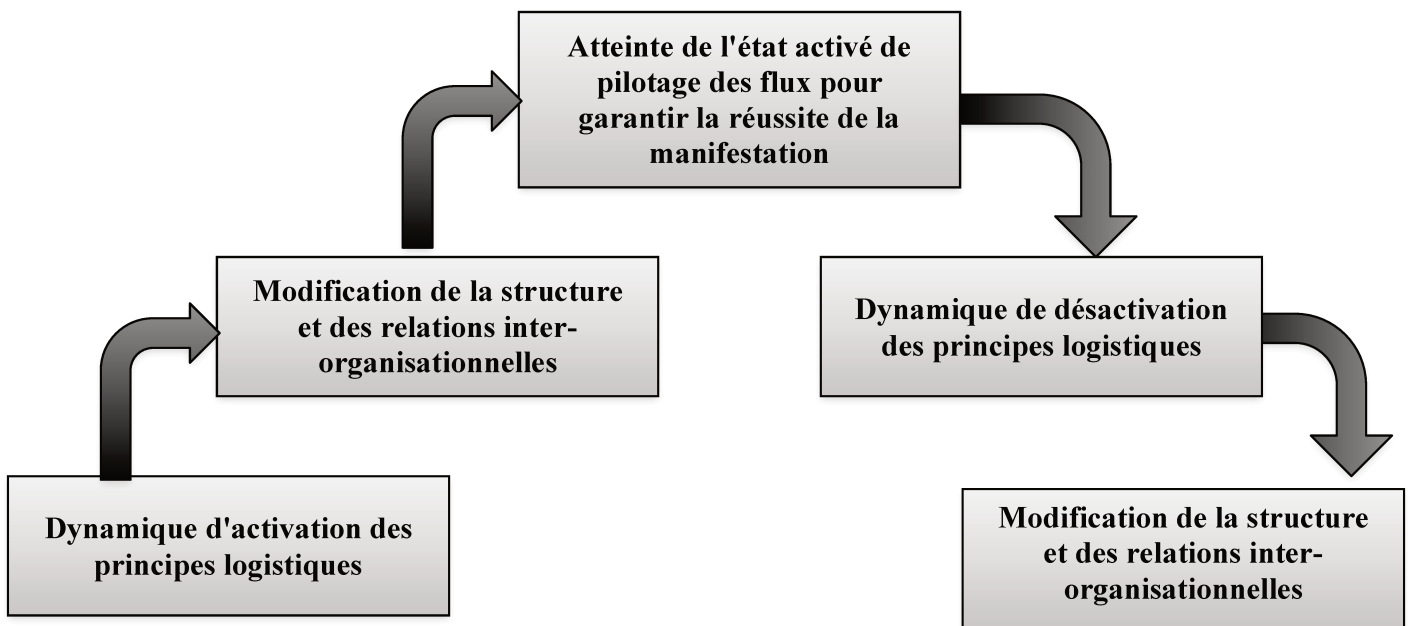 Atteinte de l'état activé de
pilotage des flux pour
garantir la réussite de la
manifestation
Modification de la structure
et des relations inter-
organisationnelles
Dynamique de désactivation
des principes logistiques
Dynamique d'activation des
principes logistiques
Modification de la structure
et des relations inter-
organisationnelles